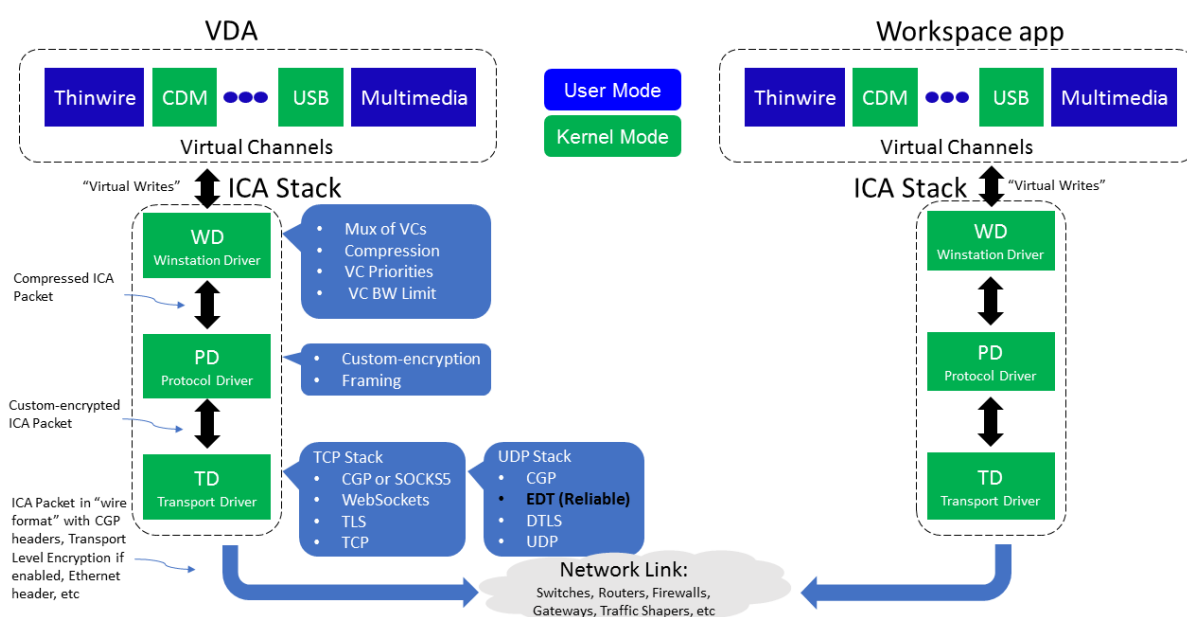 VDA
Thinwire
CDM
USB
Multimedia
Virtual Channels
"Virtual Writes"
ICA Stack
WD
Winstation Driver
• Mux of VCs
• Compression
• VC Priorities
• VC BW Limit
Compressed ICA
Packet
PD
Protocol Driver
• Custom-encryption
• Framing
Custom-encrypted
ICA Packet
TD
Transport Driver
TCP Stack
• CGP or SOCKS5
• WebSockets
• TLS
• TCP
UDP Stack
• CGP
• EDT (Reliable)
• DTLS
• UDP
ICA Packet in "wire
format" with CGP
headers, Transport
Level Encryption if
enabled, Ethernet
header, etc
User Mode
Kernel Mode
Network Link:
Switches, Routers, Firewalls,
Gateways, Traffic Shapers, etc
Workspace app
Thinwire
CDM
USB
Multimedia
Virtual Channels
ICA Stack
"Virtual Writes"
WD
Winstation Driver
PD
Protocol Driver
TD
Transport Driver